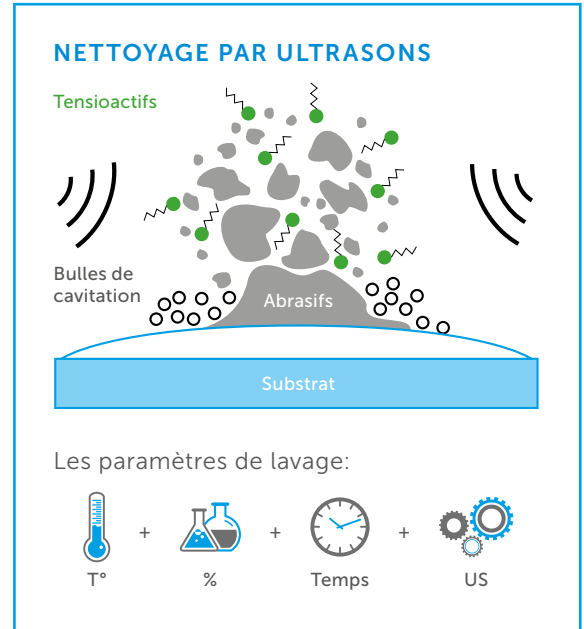 NETTOYAGE PAR ULTRASONS
Tensioactifs
Bulles de
cavitation
Abrasifs
Substrat
Les paramètres de lavage:
+ + +
T° % Temps US